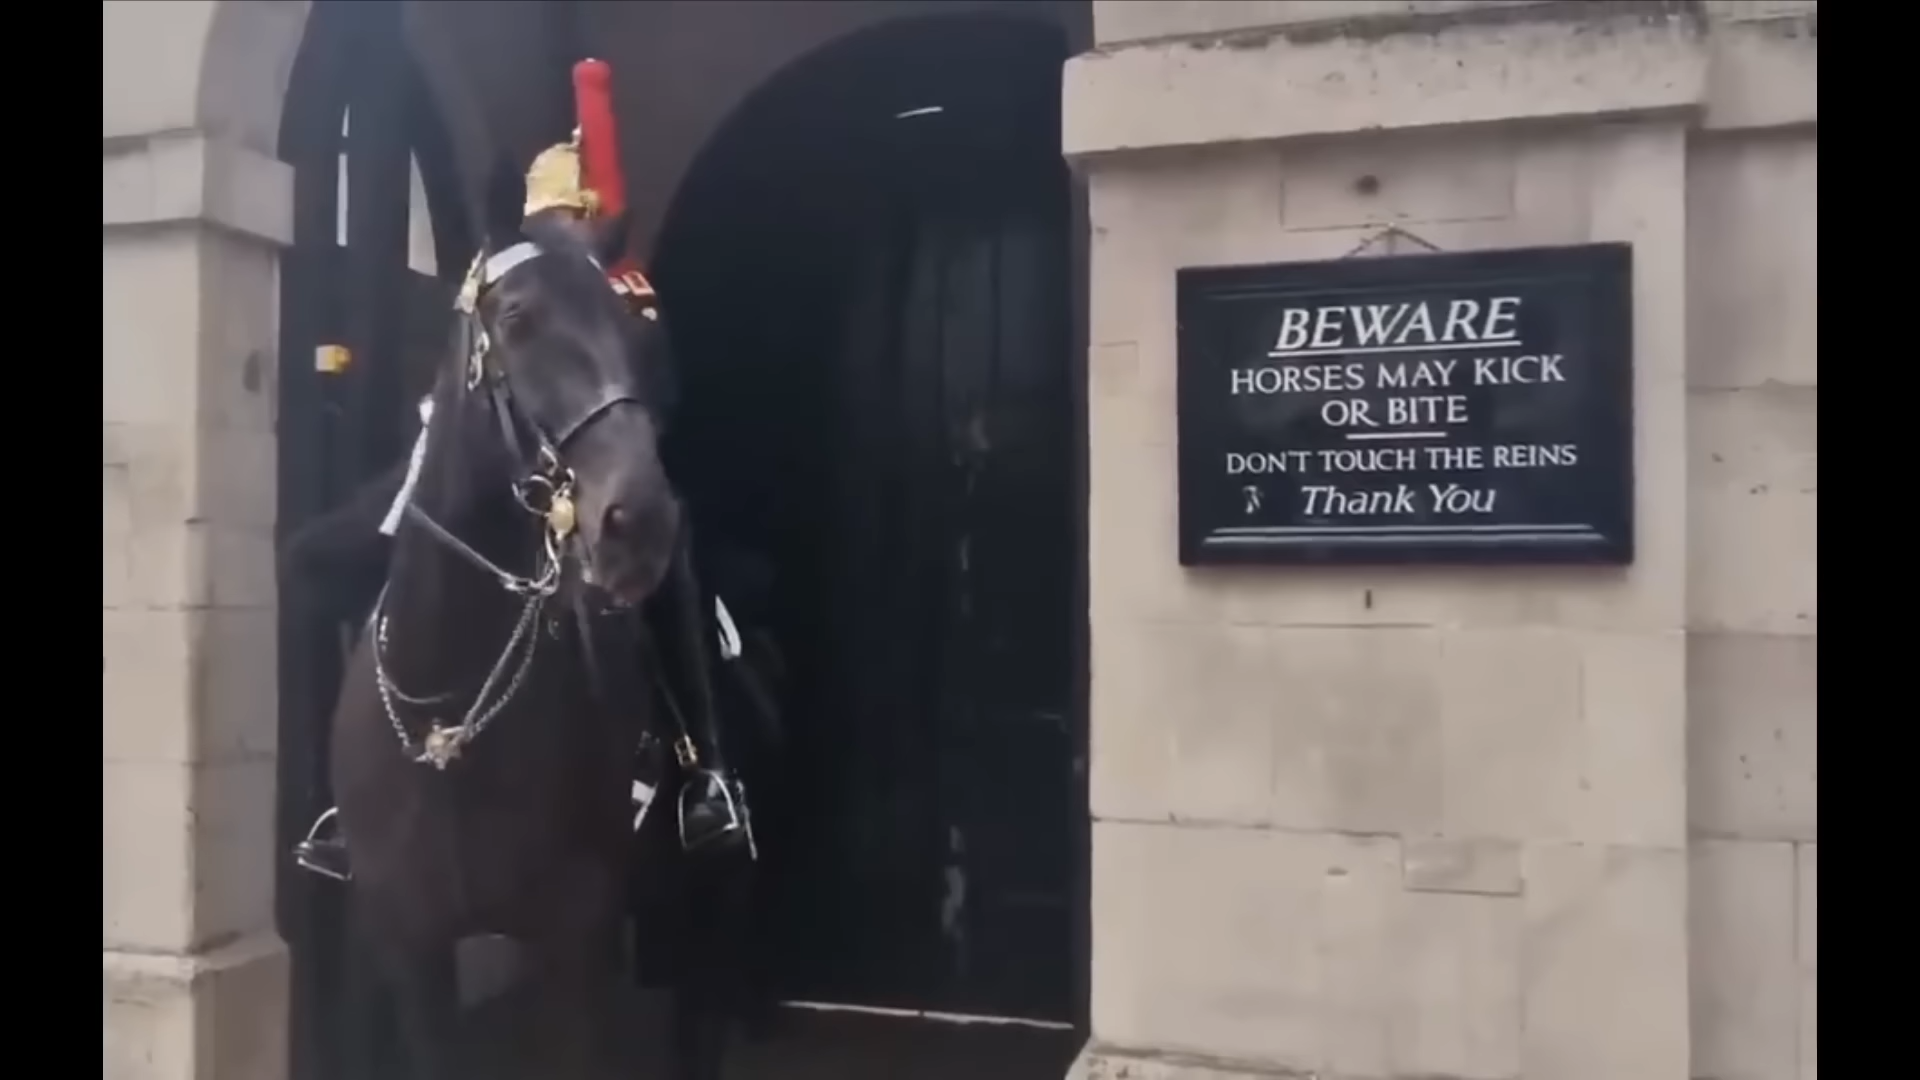 BEWARE
HORSES MAY KICK
OR BITE
DON'T TOUCH THE REINS
Thank You